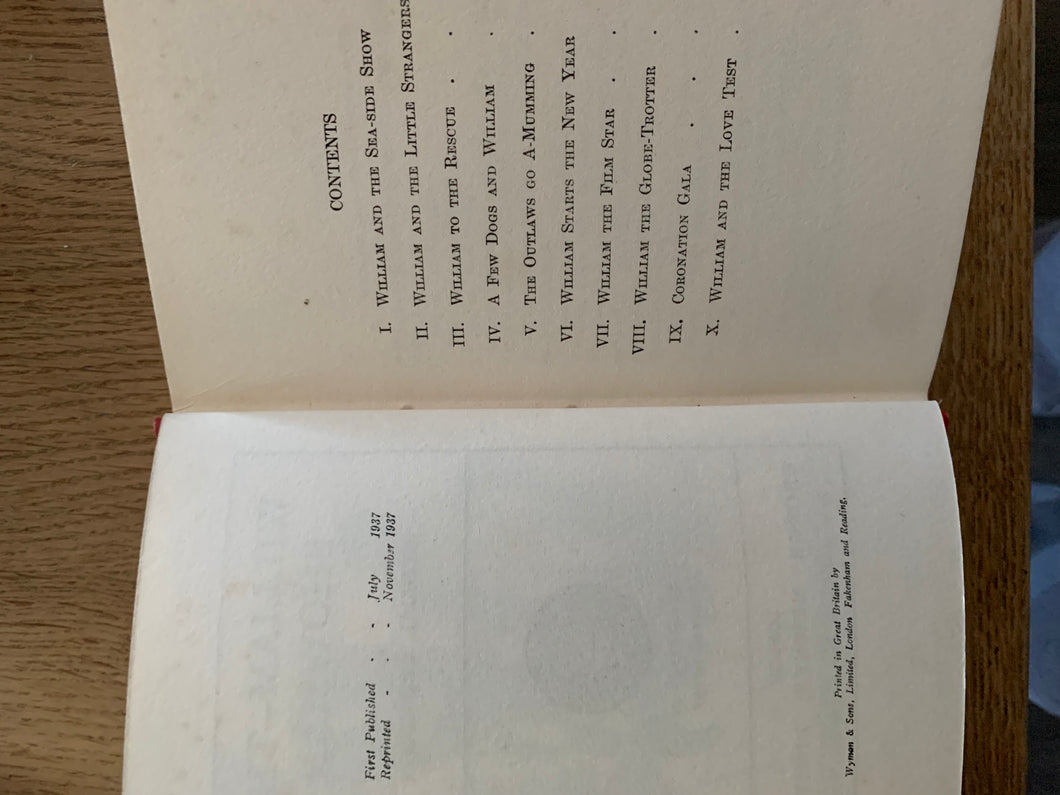 First Published - - July 1937
Reprinted - - November 1937
Printed in Great Britain by
Wyman & Sons, Limited, London Fakenham and Reading.
CONTENTS
I. WILLIAM AND THE SEA-SIDE SHOW
II. WILLIAM AND THE LITTLE STRANGERS
III. WILLIAM TO THE RESCUE . .
IV. A FEW DOGS AND WILLIAM .
V. THE OUTLAWS GO A-MUMMING .
VI. WILLIAM STARTS THE NEW YEAR
VII. WILLIAM THE FILM STAR . .
VIII. WILLIAM THE GLOBE-TROTTER .
IX. CORONATION GALA . . .
X. WILLIAM AND THE LOVE TEST .